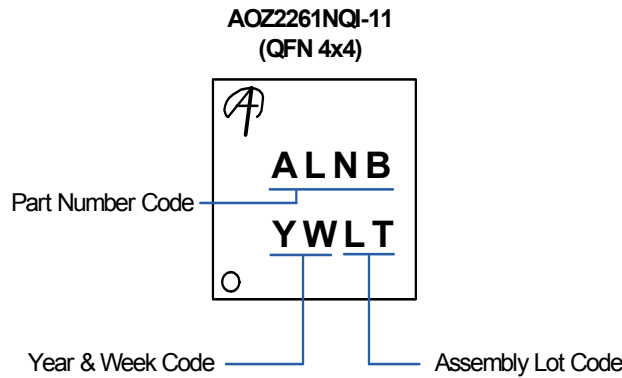 AOZ2261NQI-11
(QFN 4x4)
A
ALNB
Part Number Code
YWLT
Year & Week Code
Assembly Lot Code